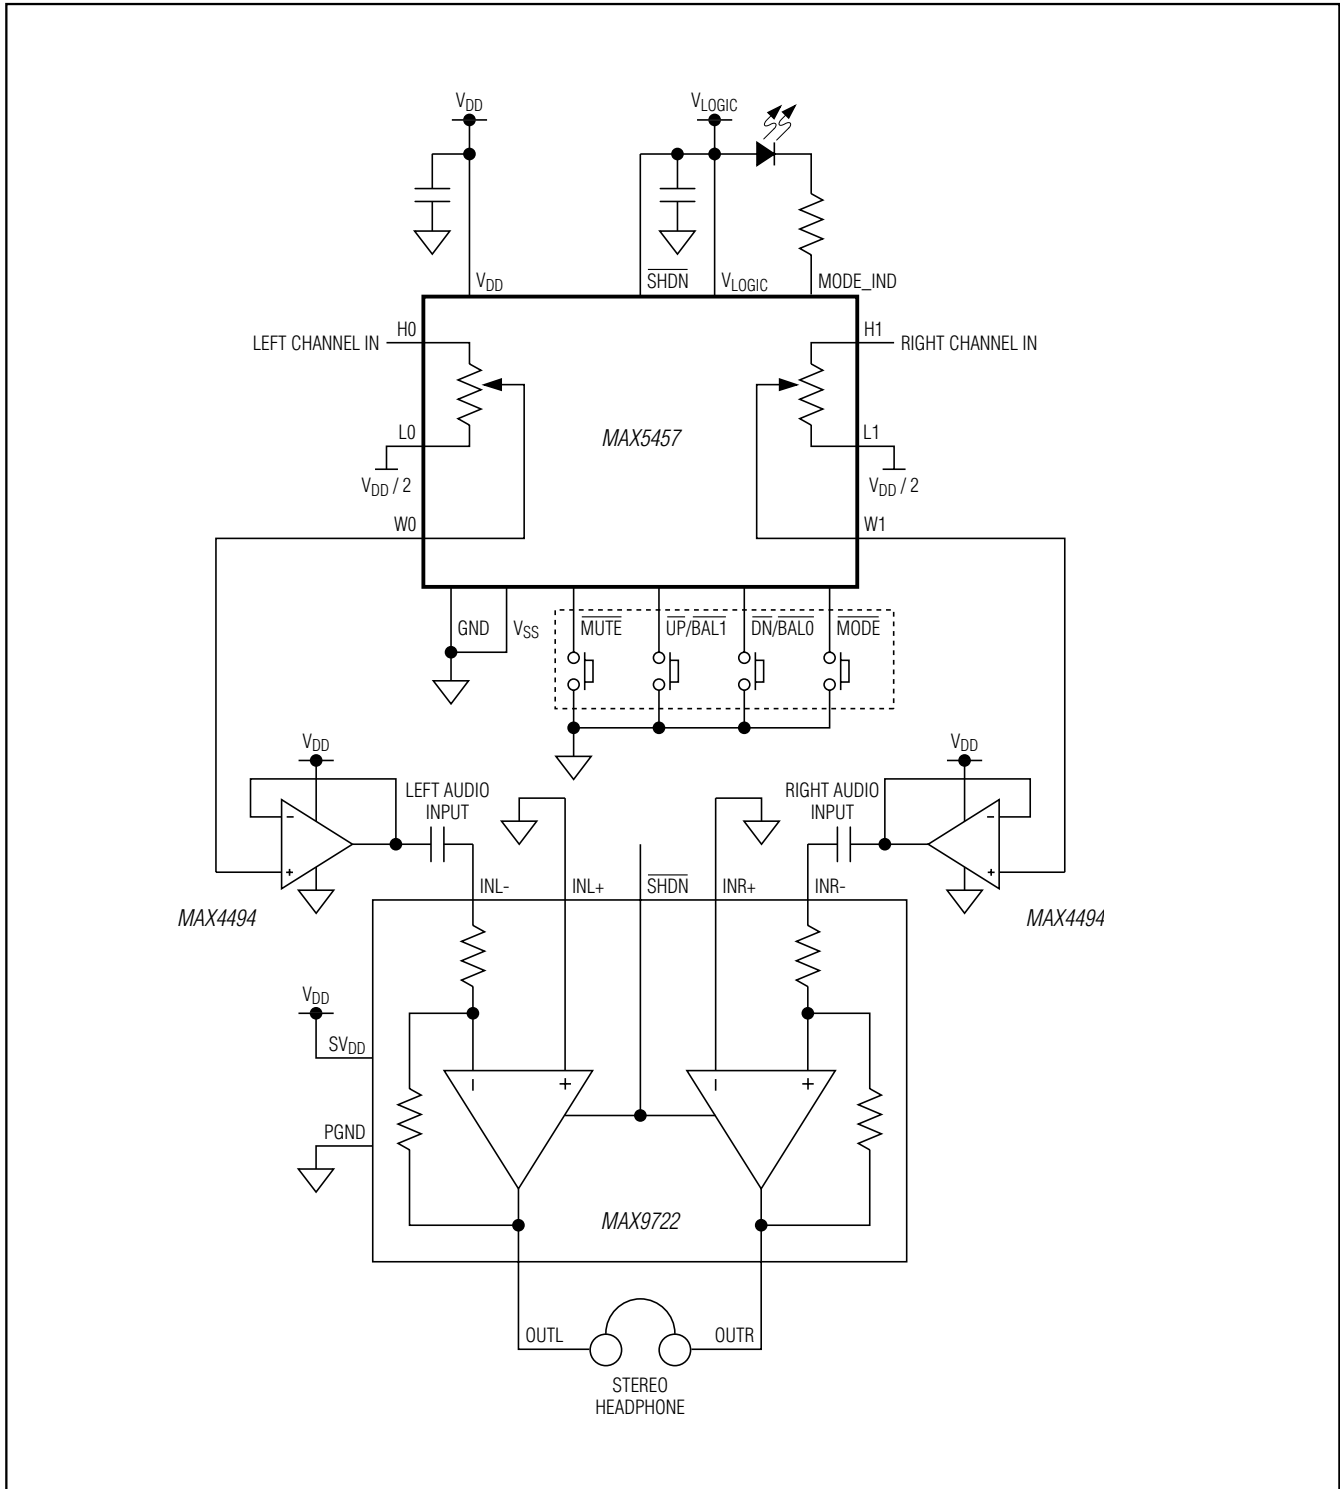 VDD
VLOGIC
VDD
SHDN
VLOGIC
MODE_IND
LEFT CHANNEL IN
H0
H1
RIGHT CHANNEL IN
L0
MAX5457
L1
VDD / 2
VDD / 2
W0
W1
GND
VSS
MUTE
UP/BAL1
DN/BAL0
MODE
VDD
VDD
LEFT AUDIO
INPUT
RIGHT AUDIO
INPUT
−
+
−
+
INL-
INL+
SHDN
INR+
INR-
MAX4494
MAX4494
VDD
SVDD
−
+
−
+
PGND
MAX9722
OUTL
OUTR
STEREO
HEADPHONE